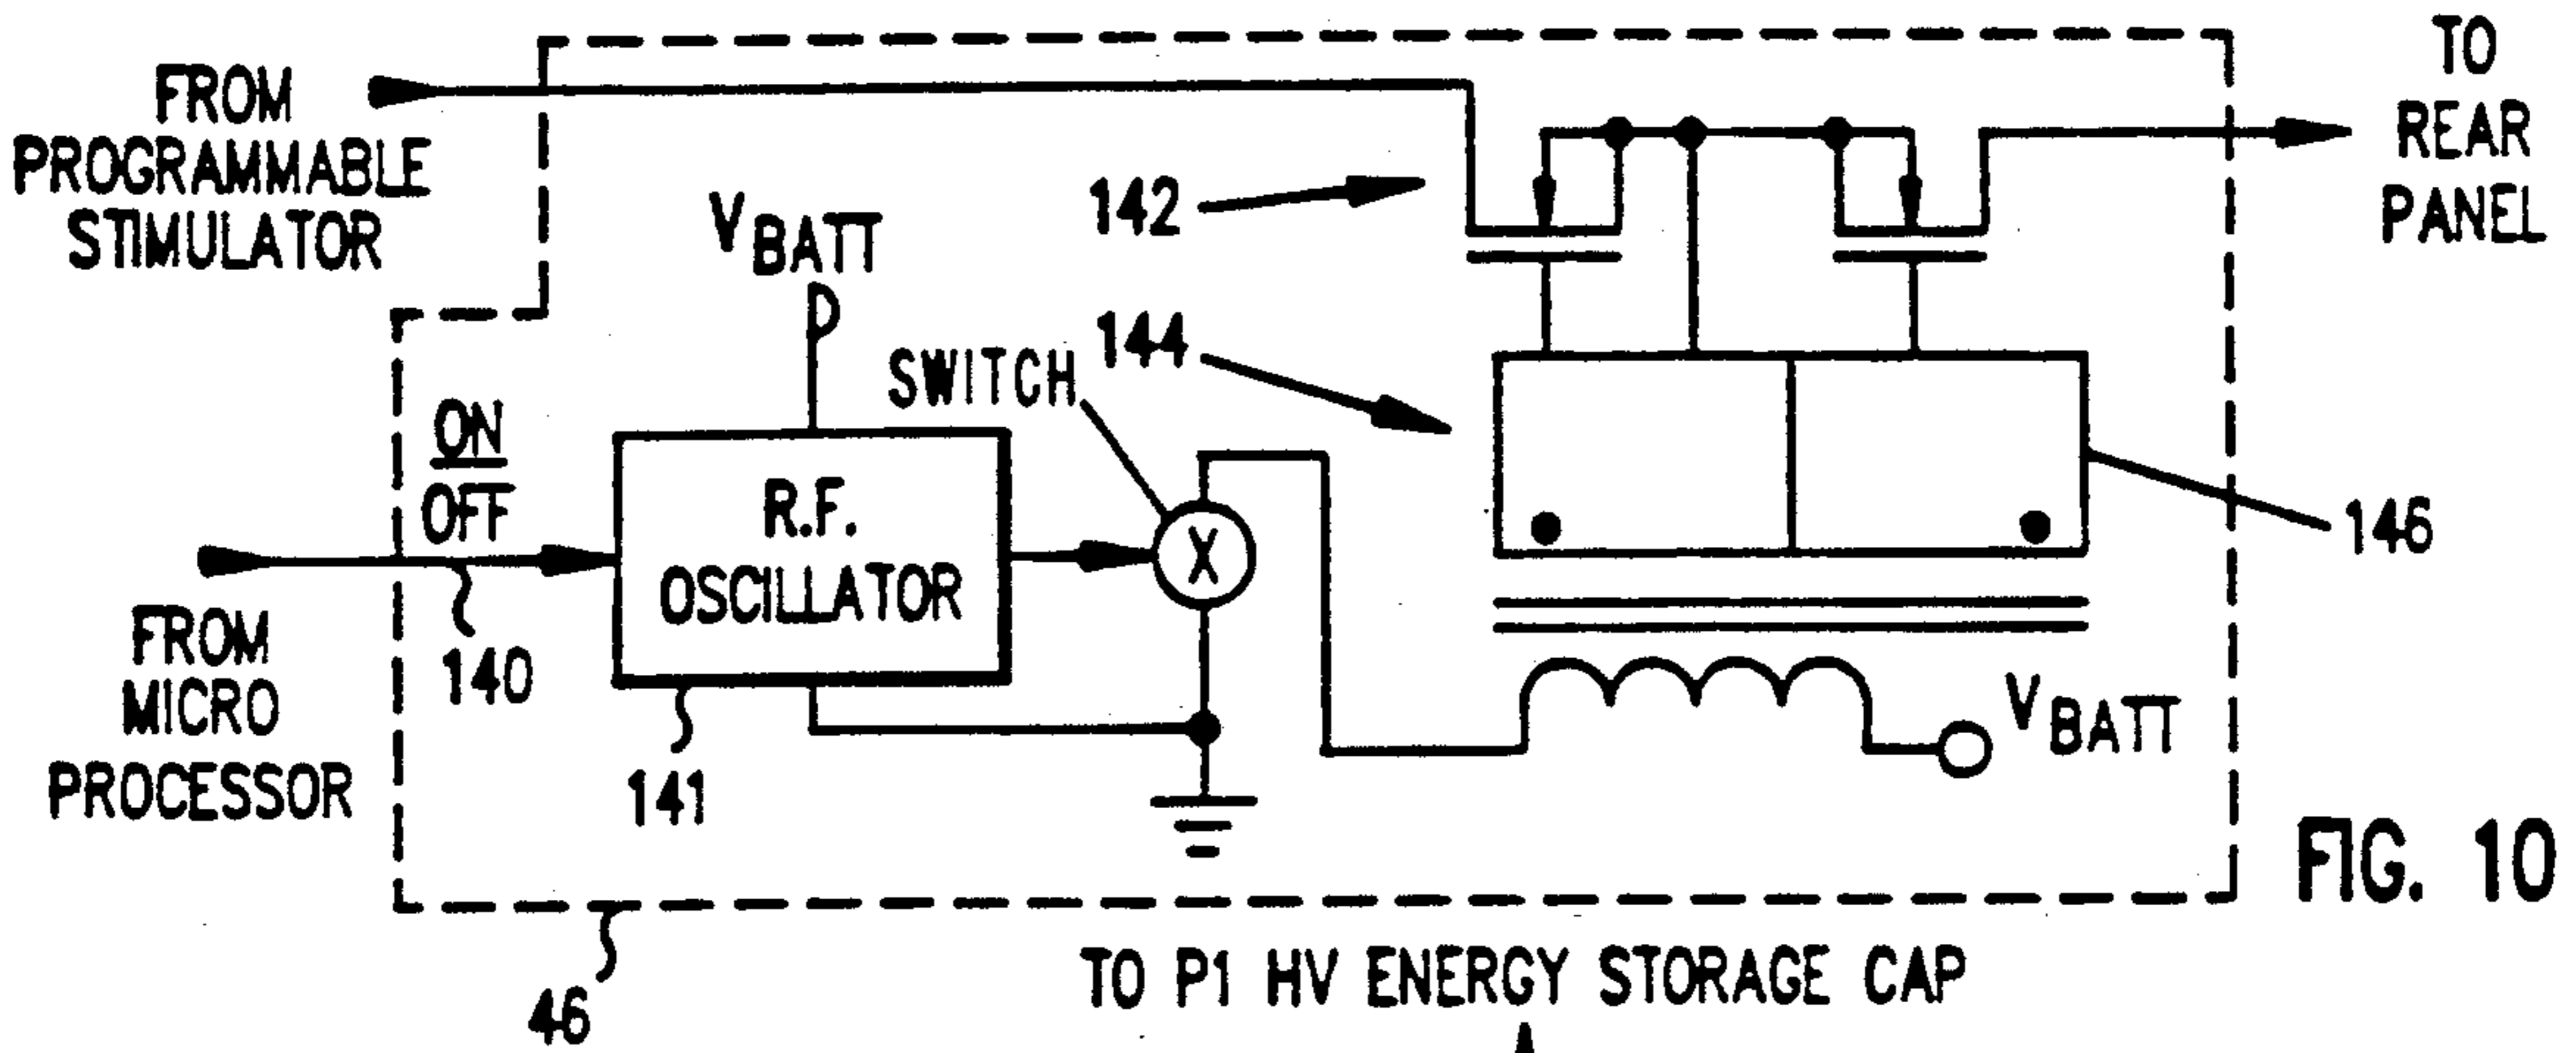 FROM
PROGRAMMABLE
STIMULATOR
TO
REAR
PANEL
142
VBATT
SWITCH
144
ON
OFF
R.F.
OSCILLATOR
X
146
FROM
MICRO
PROCESSOR
140
141
VBATT
FIG. 10
46
TO P1 HV ENERGY STORAGE CAP